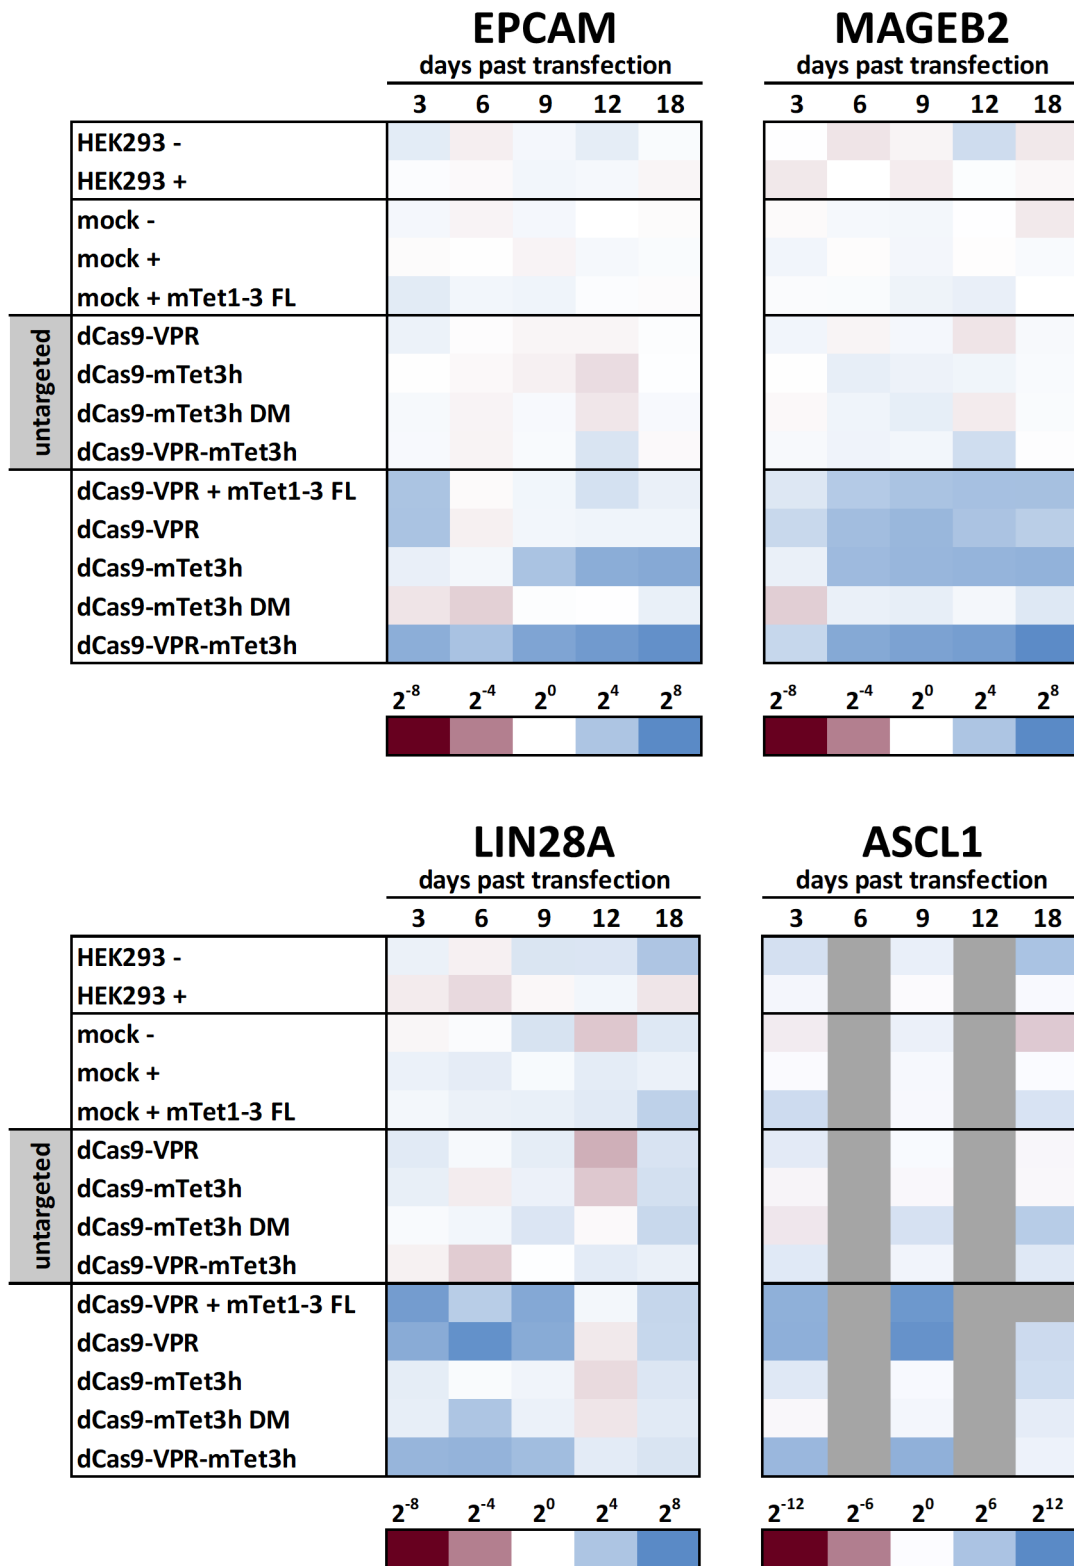 EPCAM MAGEB2
days past transfection days past transfection
3 6 9 12 18 3 6 9 12 18
HEK293 -
HEK293 +
mock -
mock +
mock + mTet1-3 FL
untargeted
dCas9-VPR
dCas9-mTet3h
dCas9-mTet3h DM
dCas9-VPR-mTet3h
dCas9-VPR + mTet1-3 FL
dCas9-VPR
dCas9-mTet3h
dCas9-mTet3h DM
dCas9-VPR-mTet3h
2⁻⁸ 2⁻⁴ 2⁰ 2⁴ 2⁸ 2⁻⁸ 2⁻⁴ 2⁰ 2⁴ 2⁸
LIN28A ASCL1
days past transfection days past transfection
3 6 9 12 18 3 6 9 12 18
HEK293 -
HEK293 +
mock -
mock +
mock + mTet1-3 FL
untargeted
dCas9-VPR
dCas9-mTet3h
dCas9-mTet3h DM
dCas9-VPR-mTet3h
dCas9-VPR + mTet1-3 FL
dCas9-VPR
dCas9-mTet3h
dCas9-mTet3h DM
dCas9-VPR-mTet3h
2⁻⁸ 2⁻⁴ 2⁰ 2⁴ 2⁸ 2⁻¹² 2⁻⁶ 2⁰ 2⁶ 2¹²